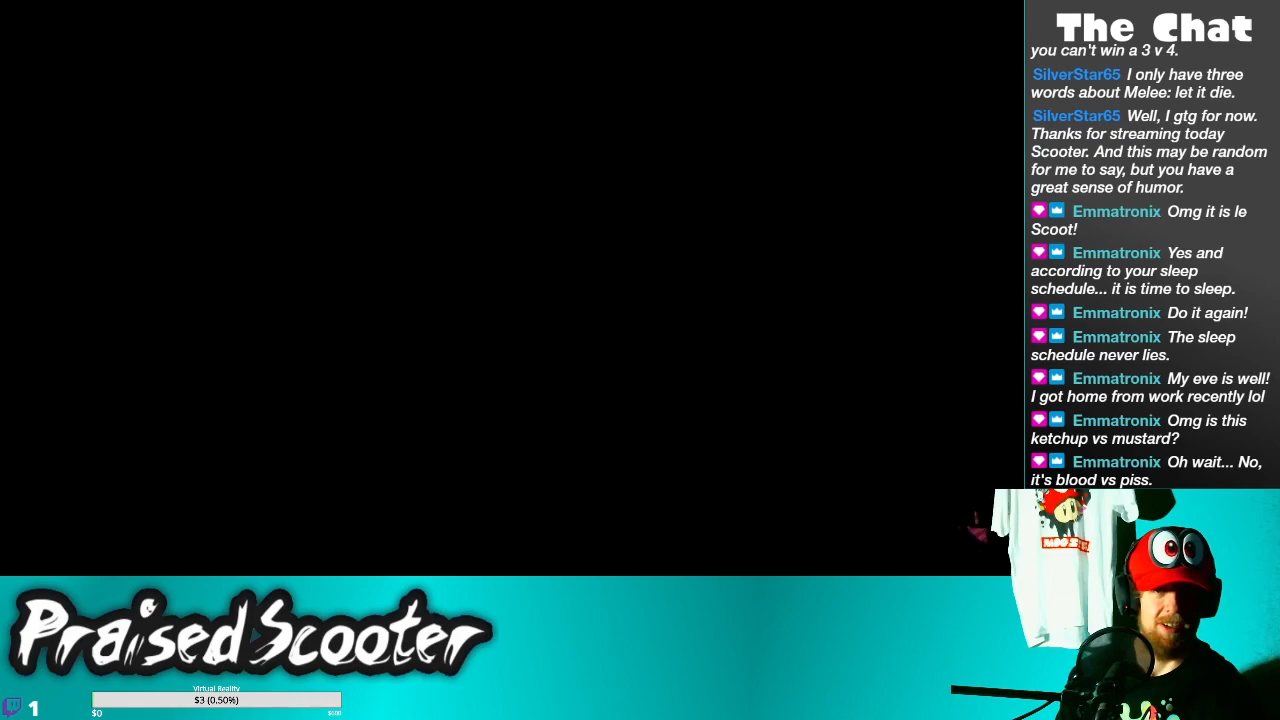 The Chat
you can't win a 3 v 4.
SilverStar65 I only have three
words about Melee: let it die.
SilverStar65 Well, I gtg for now.
Thanks for streaming today
Scooter. And this may be random
for me to say, but you have a
great sense of humor.
Emmatronix Omg it is le
Scoot!
Emmatronix Yes and
according to your sleep
schedule... it is time to sleep.
Emmatronix Do it again!
Emmatronix The sleep
schedule never lies.
Emmatronix My eve is well!
I got home from work recently lol
Emmatronix Omg is this
ketchup vs mustard?
Emmatronix Oh wait... No,
it's blood vs piss.
PraisedScooter
Virtual Reality
$3 (0.50%)
$0
1